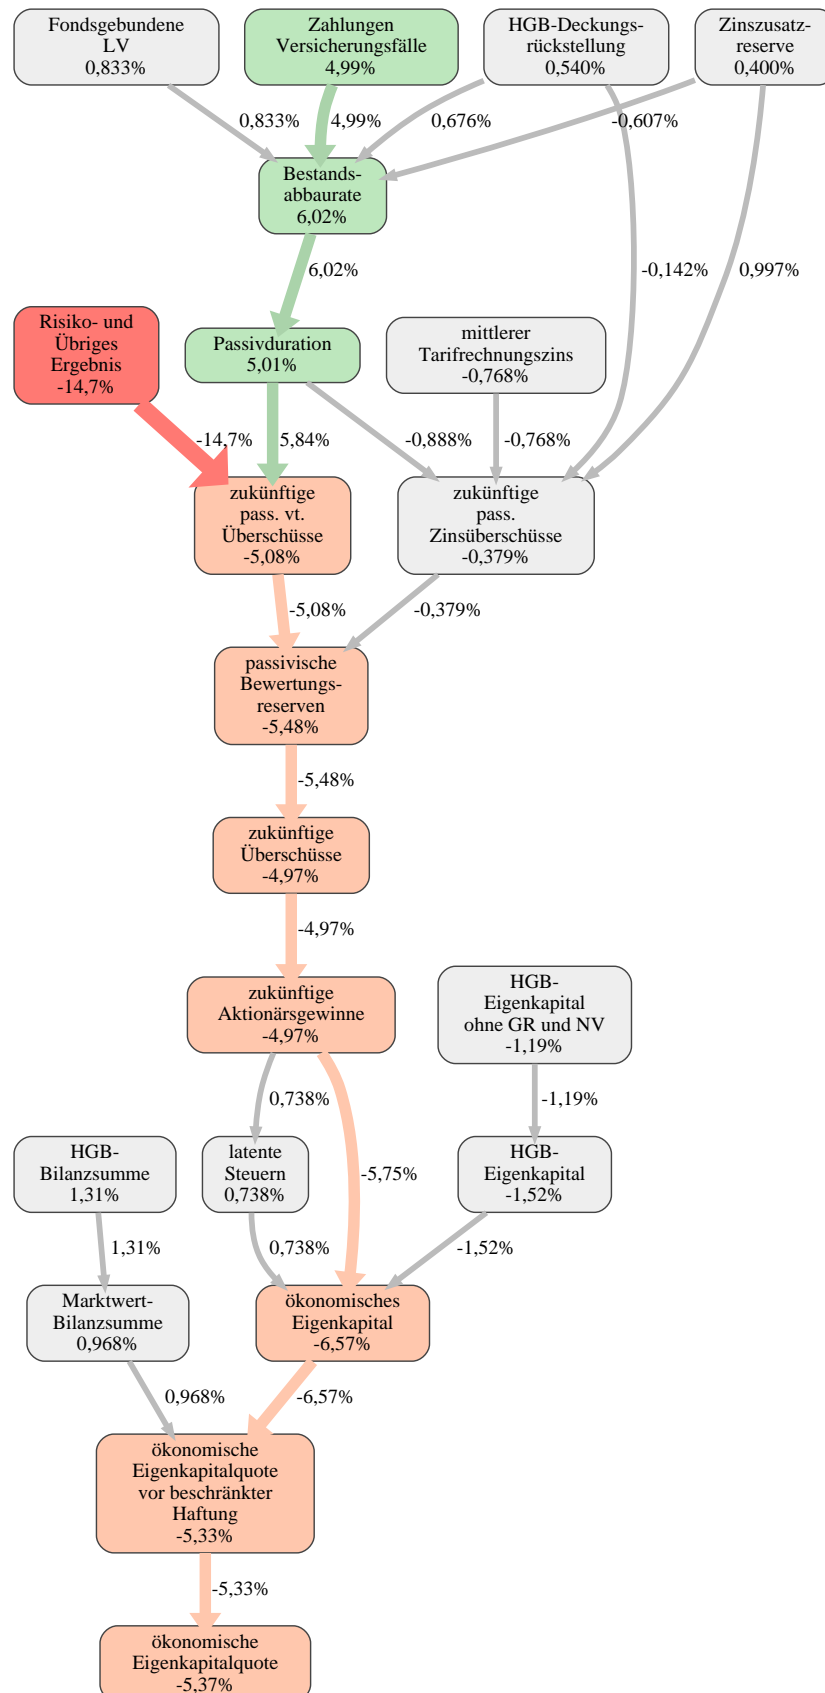 Fondsgebundene
LV
0,833%
Zahlungen
Versicherungsfälle
4,99%
HGB-Deckungs-
rückstellung
0,540%
Zinszusatz-
reserve
0,400%
0,833%
4,99%
0,676%
-0,607%
Bestands-
abbaurate
6,02%
6,02%
-0,142%
0,997%
Risiko- und
Übriges
Ergebnis
-14,7%
Passivduration
5,01%
mittlerer
Tarifrechnungszins
-0,768%
-14,7%
5,84%
-0,888%
-0,768%
zukünftige
pass. vt.
Überschüsse
-5,08%
zukünftige
pass.
Zinsüberschüsse
-0,379%
-5,08%
-0,379%
passivische
Bewertungs-
reserven
-5,48%
-5,48%
zukünftige
Überschüsse
-4,97%
-4,97%
zukünftige
Aktionärsgewinne
-4,97%
HGB-
Eigenkapital
ohne GR und NV
-1,19%
0,738%
-5,75%
-1,19%
HGB-
Bilanzsumme
1,31%
latente
Steuern
0,738%
HGB-
Eigenkapital
-1,52%
1,31%
0,738%
-1,52%
Marktwert-
Bilanzsumme
0,968%
ökonomisches
Eigenkapital
-6,57%
0,968%
-6,57%
ökonomische
Eigenkapitalquote
vor beschränkter
Haftung
-5,33%
-5,33%
ökonomische
Eigenkapitalquote
-5,37%